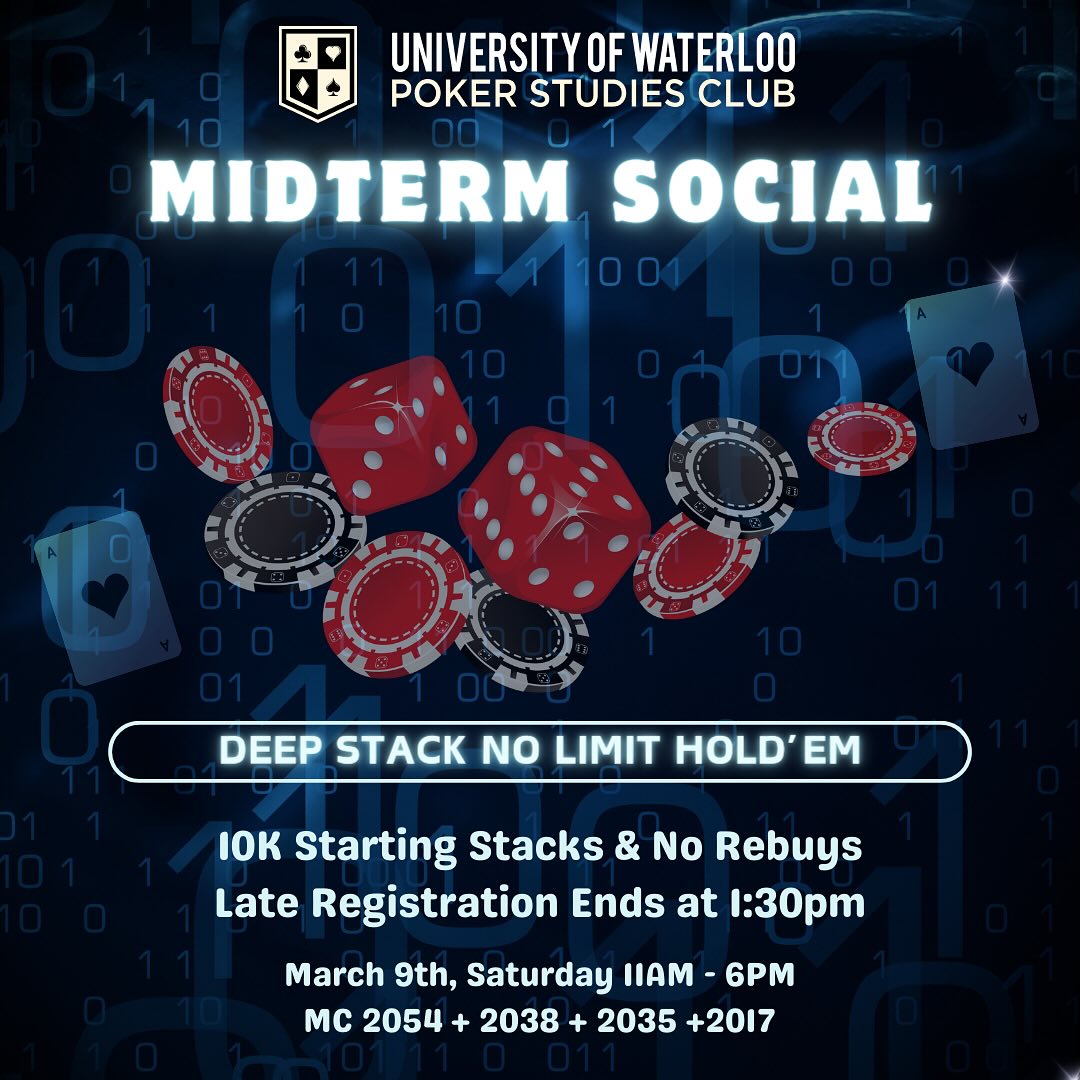 UNIVERSITY OF WATERLOO
POKER STUDIES CLUB
MIDTERM SOCIAL
A
A
A
A
DEEP STACK NO LIMIT HOLD'EM
10K Starting Stacks & No Rebuys
Late Registration Ends at 1:30pm
March 9th, Saturday 11AM - 6PM
MC 2054 + 2038 + 2035 +2017